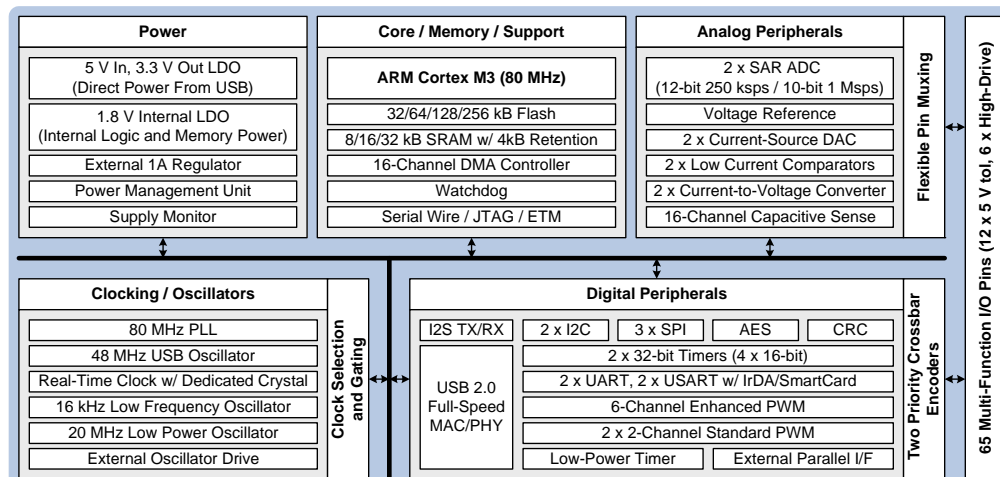 Power
5 V In, 3.3 V Out LDO
(Direct Power From USB)
1.8 V Internal LDO
(Internal Logic and Memory Power)
External 1A Regulator
Power Management Unit
Supply Monitor
Core / Memory / Support
ARM Cortex M3 (80 MHz)
32/64/128/256 kB Flash
8/16/32 kB SRAM w/ 4kB Retention
16-Channel DMA Controller
Watchdog
Serial Wire / JTAG / ETM
Analog Peripherals
2 x SAR ADC
(12-bit 250 ksps / 10-bit 1 Msps)
Voltage Reference
2 x Current-Source DAC
2 x Low Current Comparators
2 x Current-to-Voltage Converter
16-Channel Capacitive Sense
Flexible Pin Muxing
65 Multi-Function I/O Pins (12 x 5 V tol, 6 x High-Drive)
Clocking / Oscillators
80 MHz PLL
48 MHz USB Oscillator
Real-Time Clock w/ Dedicated Crystal
16 kHz Low Frequency Oscillator
20 MHz Low Power Oscillator
External Oscillator Drive
Clock Selection
and Gating
Digital Peripherals
I2S TX/RX
2 x I2C
3 x SPI
AES
CRC
USB 2.0
Full-Speed
MAC/PHY
2 x 32-bit Timers (4 x 16-bit)
2 x UART, 2 x USART w/ IrDA/SmartCard
6-Channel Enhanced PWM
2 x 2-Channel Standard PWM
Low-Power Timer
External Parallel I/F
Two Priority Crossbar
Encoders